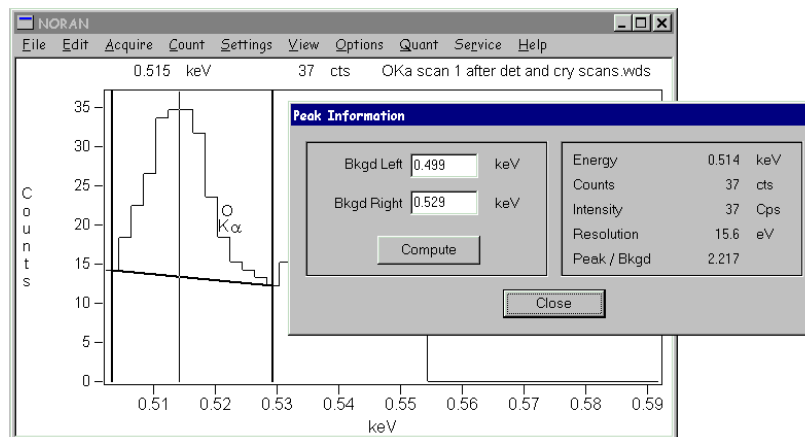 NORAN
File Edit Acquire Count Settings View Options Quant Service Help
0.515 keV 37 cts OKa scan 1 after det and cry scans.wds
Counts
35
30
25
20
15
10
5
0
O
Kα
0.51 0.52 0.53 0.54 0.55 0.56 0.57 0.58 0.59
keV
Peak Information
Bkgd Left 0.499 keV
Bkgd Right 0.529 keV
Compute
Energy 0.514 keV
Counts 37 cts
Intensity 37 Cps
Resolution 15.6 eV
Peak / Bkgd 2.217
Close